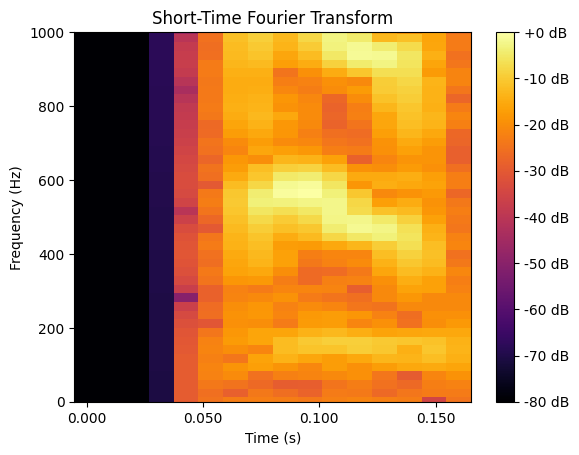 Short-Time Fourier Transform
1000
800
600
400
200
0
Frequency (Hz)
0.000
0.050
0.100
0.150
Time (s)
+0 dB
-10 dB
-20 dB
-30 dB
-40 dB
-50 dB
-60 dB
-70 dB
-80 dB